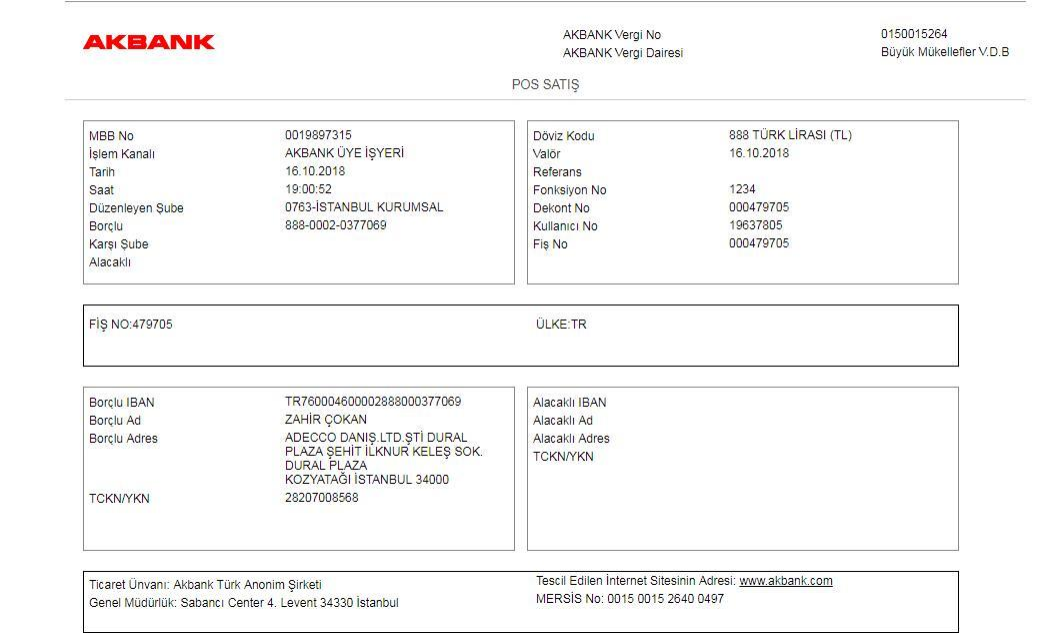 AKBANK
AKBANK Vergi No 0150015264
AKBANK Vergi Dairesi Büyük Mükellefler V.D.B
POS SATIŞ
MBB No 0019897315
İşlem Kanalı AKBANK ÜYE İŞYERİ
Tarih 16.10.2018
Saat 19:00:52
Düzenleyen Şube 0763-İSTANBUL KURUMSAL
Borçlu 888-0002-0377069
Karşı Şube
Alacaklı
Döviz Kodu 888 TÜRK LİRASI (TL)
Valör 16.10.2018
Referans
Fonksiyon No 1234
Dekont No 000479705
Kullanıcı No 19637805
Fiş No 000479705
FİŞ NO:479705 ÜLKE:TR
Borçlu IBAN TR760004600002888000377069
Borçlu Ad ZAHİR ÇOKAN
Borçlu Adres ADECCO DANIŞ.LTD.ŞTİ DURAL
PLAZA ŞEHİT İLKNUR KELEŞ SOK.
DURAL PLAZA
KOZYATAĞI İSTANBUL 34000
TCKN/YKN 28207008568
Alacaklı IBAN
Alacaklı Ad
Alacaklı Adres
TCKN/YKN
Ticaret Ünvanı: Akbank Türk Anonim Şirketi
Genel Müdürlük: Sabancı Center 4. Levent 34330 İstanbul
Tescil Edilen İnternet Sitesinin Adresi: www.akbank.com
MERSİS No: 0015 0015 2640 0497